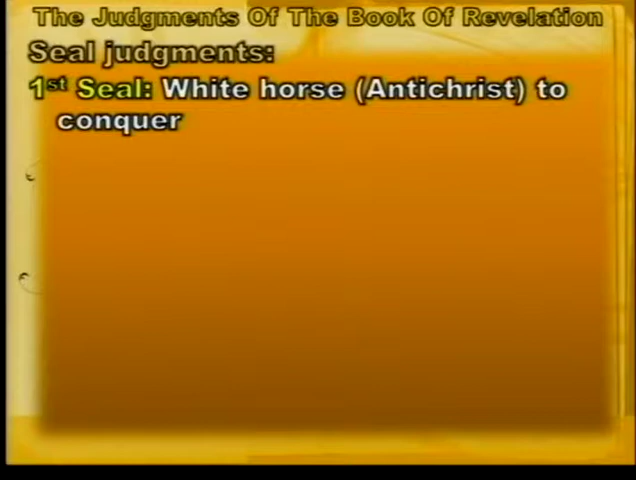 The Judgments Of The Book Of Revelation
Seal judgments:
1st Seal: White horse (Antichrist) to
conquer